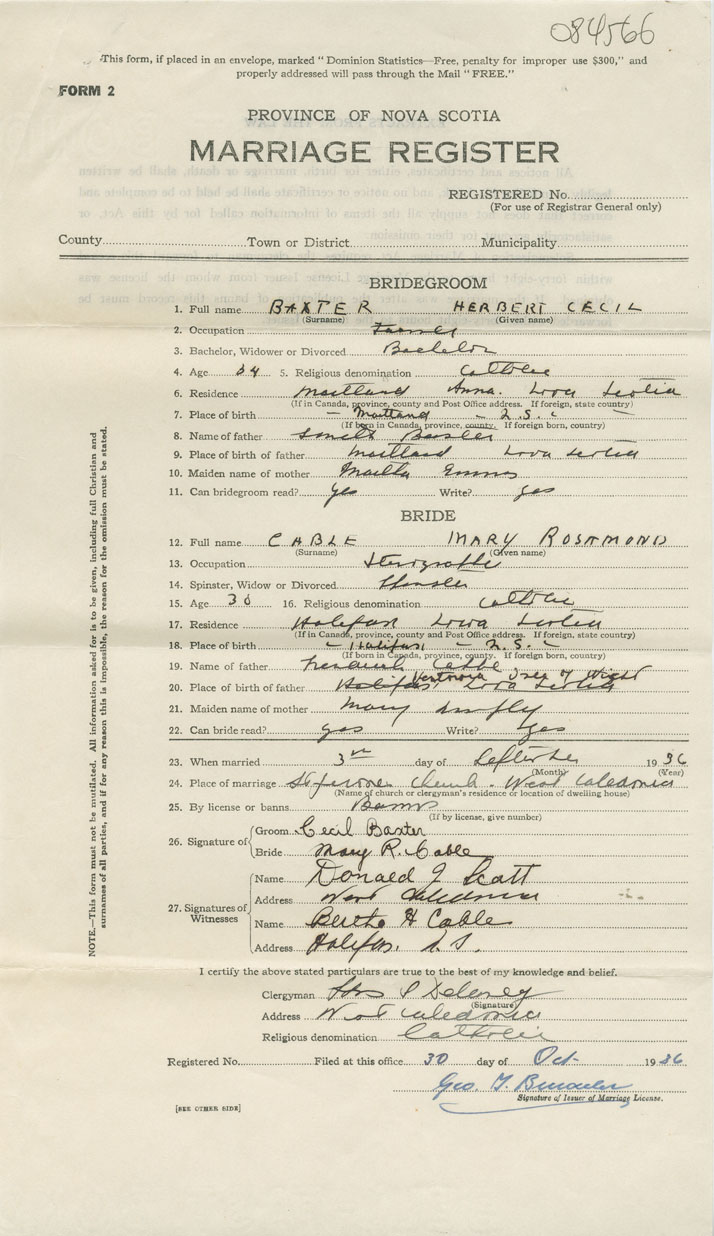 084566
This form, if placed in an envelope, marked "Dominion Statistics—Free, penalty for improper use $300," and
properly addressed will pass through the Mail "FREE."
FORM 2
PROVINCE OF NOVA SCOTIA
MARRIAGE REGISTER
REGISTERED No.
(For use of Registrar General only)
County Town or District Municipality
BRIDEGROOM
1. Full name BAXTER HERBERT CECIL
(Surname) (Given name)
2. Occupation Farmer
3. Bachelor, Widower or Divorced Bachelor
4. Age 34 5. Religious denomination Catholic
6. Residence Maitland Nova Scotia
(If in Canada, province, county and Post Office address. If foreign, state country)
7. Place of birth — Maitland — N.S.
(If born in Canada, province, county. If foreign born, country)
8. Name of father Baxter
9. Place of birth of father Maitland Nova Scotia
10. Maiden name of mother
11. Can bridegroom read? Yes Write? Yes
BRIDE
12. Full name CABLE MARY ROSAMOND
(Surname) (Given name)
13. Occupation
14. Spinster, Widow or Divorced Spinster
15. Age 30 16. Religious denomination Catholic
17. Residence Halifax Nova Scotia
(If in Canada, province, county and Post Office address. If foreign, state country)
18. Place of birth — Halifax — N.S. —
(If born in Canada, province, county. If foreign born, country)
19. Name of father Frederick Cable
Ventnor Isle of Wight
20. Place of birth of father Halifax Nova Scotia
21. Maiden name of mother Mary
22. Can bride read? Yes Write? Yes
23. When married 3rd day of September 1936
(Month) (Year)
24. Place of marriage St Church. West Caledonia
(Name of church or clergyman's residence or location of dwelling house)
25. By license or banns Banns
(If by license, give number)
26. Signature of
Groom Cecil Baxter
Bride Mary R. Cable
27. Signatures of Witnesses
Name Donald J Scott
Address West Caledonia
Name Bertha H Cable
Address Halifax. N.S.
I certify the above stated particulars are true to the best of my knowledge and belief.
Clergyman
(Signature)
Address West Caledonia
Religious denomination Catholic
Registered No. Filed at this office 30 day of Oct- 1936
Geo.
Signature of Issuer of Marriage License.
[SEE OTHER SIDE]
NOTE.—This form must not be mutilated. All information asked for is to be given, including full Christian and
surnames of all parties, and if for any reason this is impossible, the reason for the omission must be stated.